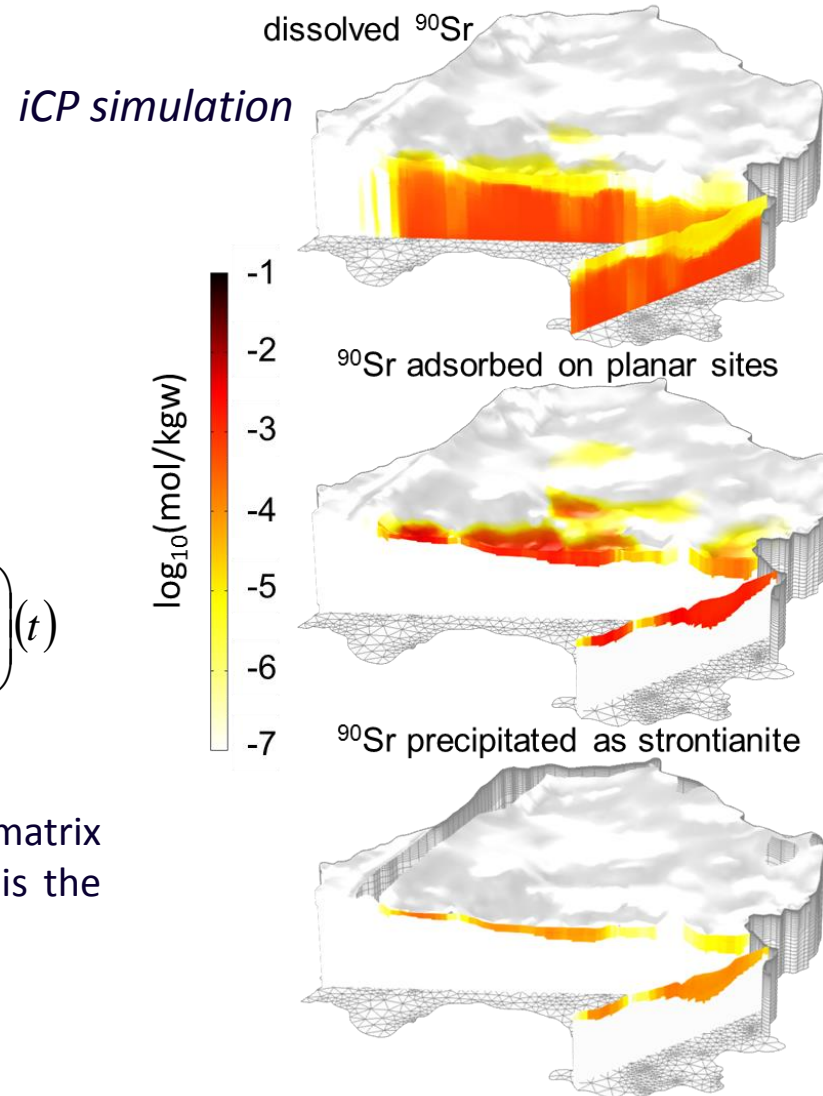 dissolved ⁹⁰Sr
iCP simulation
log₁₀(mol/kgw)
-1
-2
-3
-4
-5
-6
-7
⁹⁰Sr adsorbed on planar sites
)(t)
⁹⁰Sr precipitated as strontianite
matrix
is the